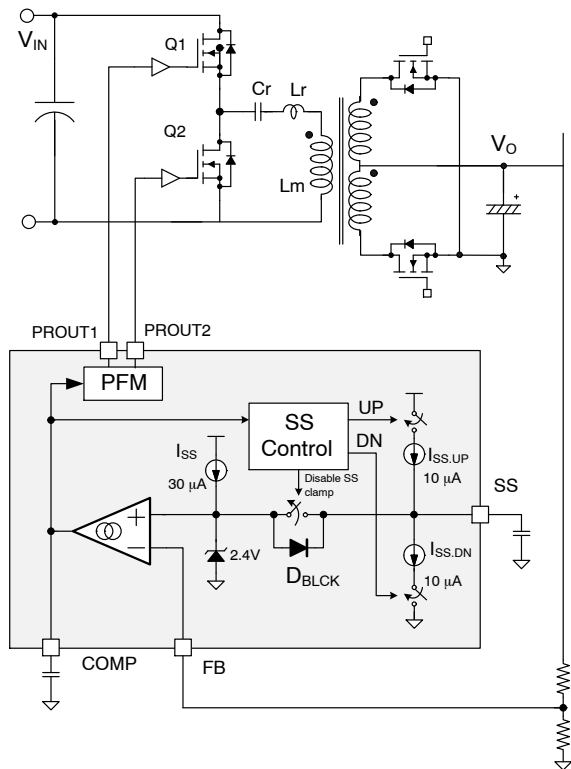 VIN
Q1
Cr
Lr
Q2
Lm
VO
+
PROUT1
PROUT2
PFM
SS
Control
UP
DN
ISS
30 µA
Disable SS
clamp
ISS.UP
10 µA
SS
+
−
2.4V
DBLCK
ISS.DN
10 µA
COMP
FB